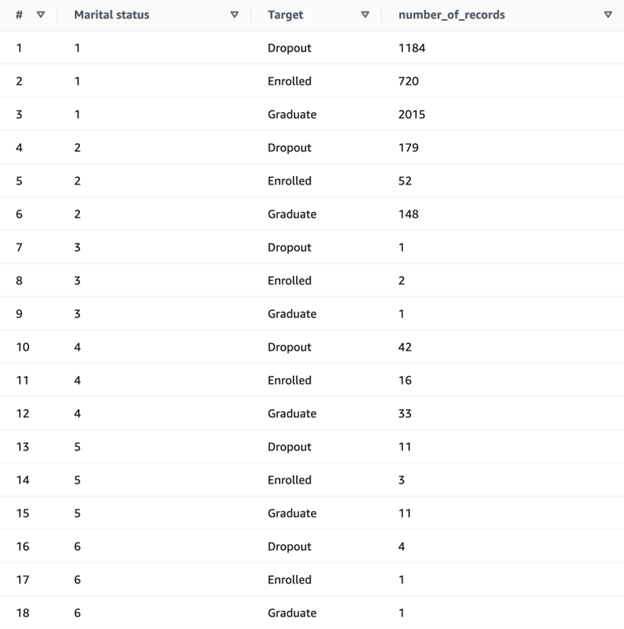 # Marital status Target number_of_records
1 1 Dropout 1184
2 1 Enrolled 720
3 1 Graduate 2015
4 2 Dropout 179
5 2 Enrolled 52
6 2 Graduate 148
7 3 Dropout 1
8 3 Enrolled 2
9 3 Graduate 1
10 4 Dropout 42
11 4 Enrolled 16
12 4 Graduate 33
13 5 Dropout 11
14 5 Enrolled 3
15 5 Graduate 11
16 6 Dropout 4
17 6 Enrolled 1
18 6 Graduate 1